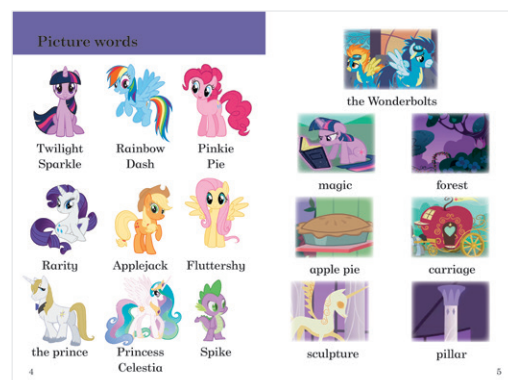 Picture words
Twilight
Sparkle
Rainbow
Dash
Pinkie
Pie
Rarity
Applejack
Fluttershy
the prince
Princess
Celestia
Spike
4
the Wonderbolts
magic
forest
apple pie
carriage
sculpture
pillar
5